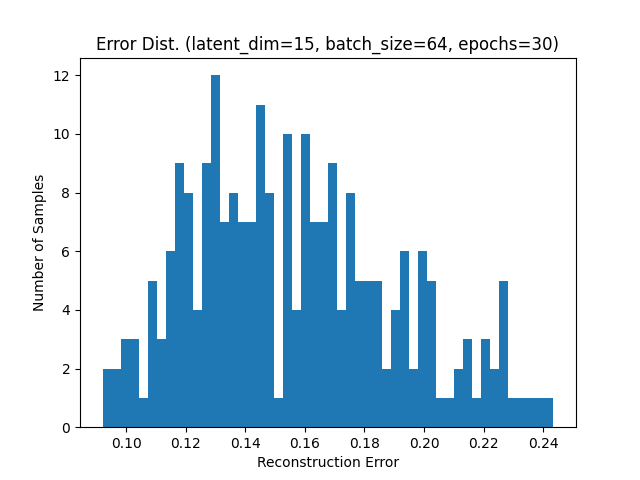 Error Dist. (latent_dim=15, batch_size=64, epochs=30)
12
10
8
6
4
2
0
Number of Samples
0.10 0.12 0.14 0.16 0.18 0.20 0.22 0.24
Reconstruction Error